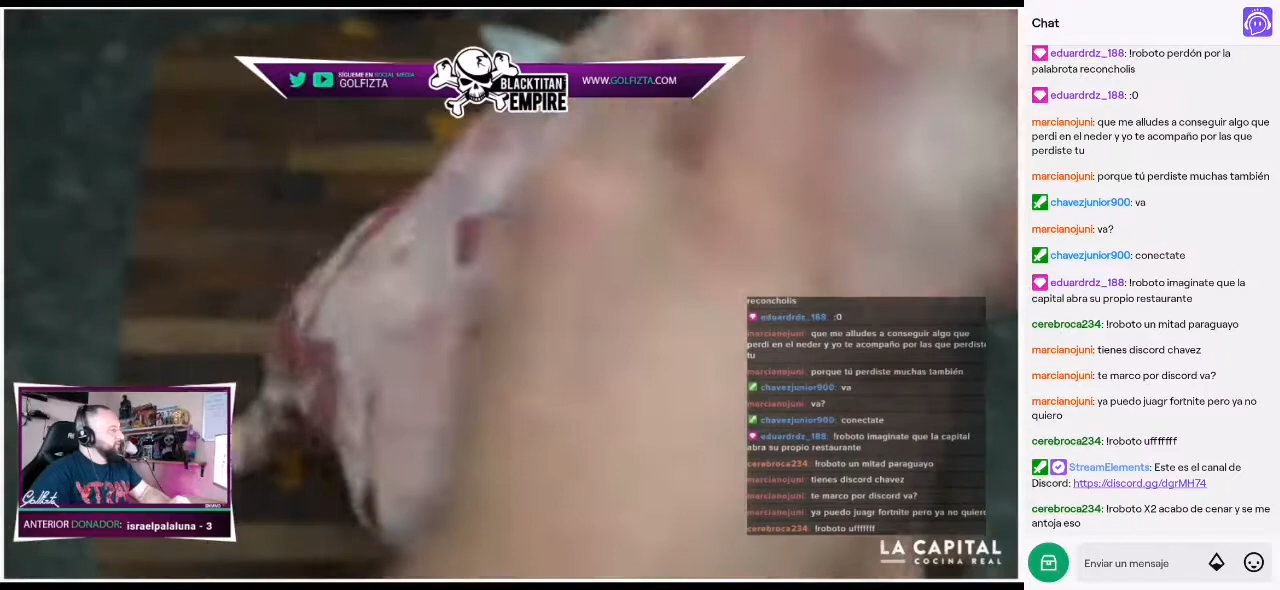 SÍGUEME EN SOCIAL MEDIA
GOLFIZTA
BLACKTITAN
EMPIRE
WWW.GOLFIZTA.COM
reconcholis
eduardrdz_188: :0
marcianojuni: que me alludes a conseguir algo que
perdi en el neder y yo te acompaño por las que perdiste
tu
marcianojuni: porque tú perdiste muchas también
chavezjunior900: va
marcianojuni: va?
chavezjunior900: conectate
eduardrdz_188: !roboto imaginate que la capital
abra su propio restaurante
cerebroca234: !roboto un mitad paraguayo
marcianojuni: tienes discord chavez
marcianojuni: te marco por discord va?
marcianojuni: ya puedo juagr fortnite pero ya no quiero
cerebroca234: !roboto ufffffff
ANTERIOR DONADOR: israelpalaluna - 3
LA CAPITAL
COCINA REAL
Chat
eduardrdz_188: !roboto perdón por la
palabrota reconcholis
eduardrdz_188: :0
marcianojuni: que me alludes a conseguir algo que
perdi en el neder y yo te acompaño por las que
perdiste tu
marcianojuni: porque tú perdiste muchas también
chavezjunior900: va
marcianojuni: va?
chavezjunior900: conectate
eduardrdz_188: !roboto imaginate que la
capital abra su propio restaurante
cerebroca234: !roboto un mitad paraguayo
marcianojuni: tienes discord chavez
marcianojuni: te marco por discord va?
marcianojuni: ya puedo juagr fortnite pero ya no
quiero
cerebroca234: !roboto ufffffff
StreamElements: Este es el canal de
Discord: https://discord.gg/dgrMH74
cerebroca234: !roboto X2 acabo de cenar y se me
antoja eso
Enviar un mensaje